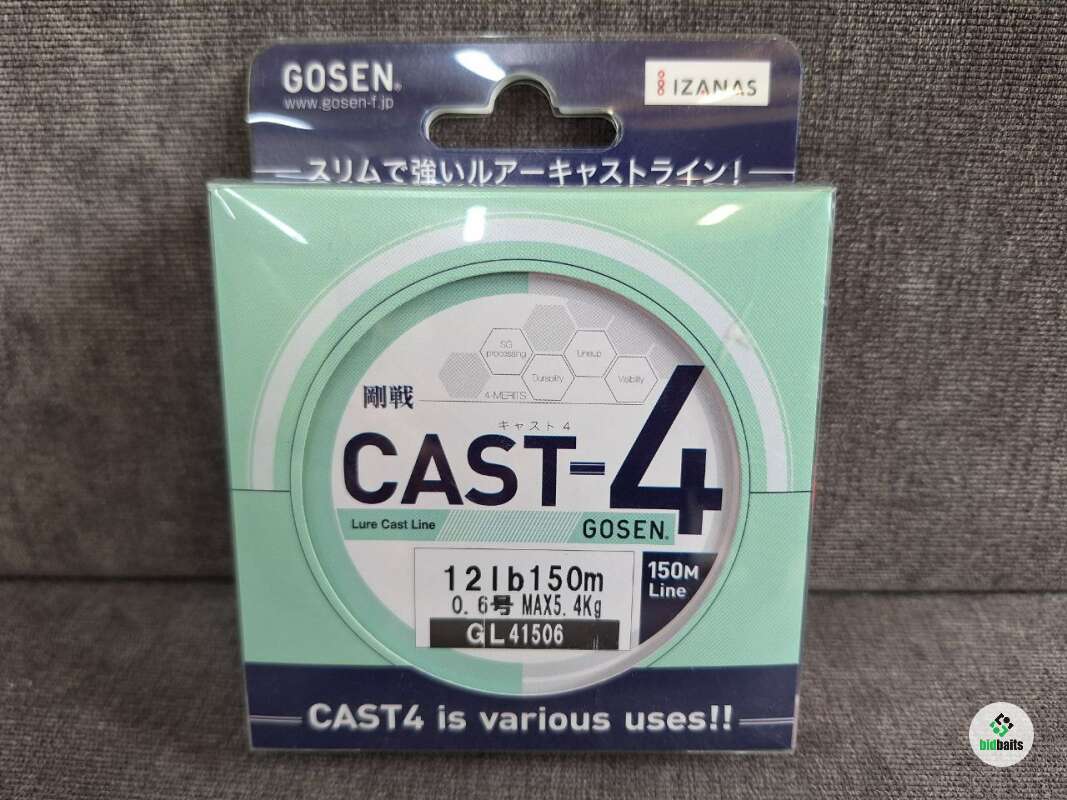 GOSEN®
www.gosen-f.jp
IZANAS
スリムで強いルアーキャストライン!
SG processing
Lineup
Durability
Visibility
4-MERITS
剛戦
キャスト4
CAST-4
Lure Cast Line
GOSEN®
12lb150m
0.6号 MAX5.4Kg
GL41506
150M
Line
CAST4 is various uses!!
bidbaits